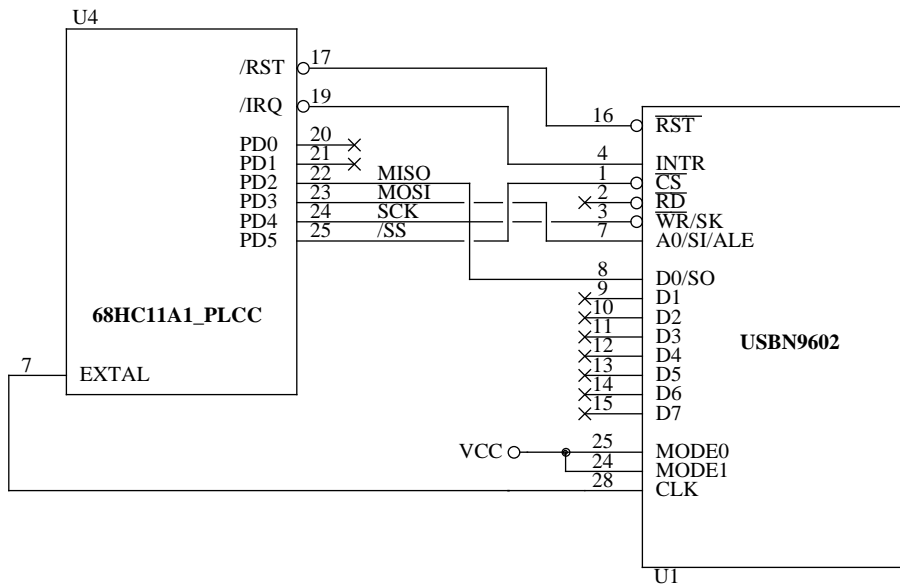 U4
/RST 17
/IRQ 19
PD0 20
PD1 21
PD2 22 MISO
PD3 23 MOSI
PD4 24 SCK
PD5 25 /SS
68HC11A1_PLCC
7 EXTAL
16 RST
4 INTR
1 CS
2 RD
3 WR/SK
7 A0/SI/ALE
8 D0/SO
9 D1
10 D2
11 D3
12 D4
13 D5
14 D6
15 D7
USBN9602
VCC
25 MODE0
24 MODE1
28 CLK
U1